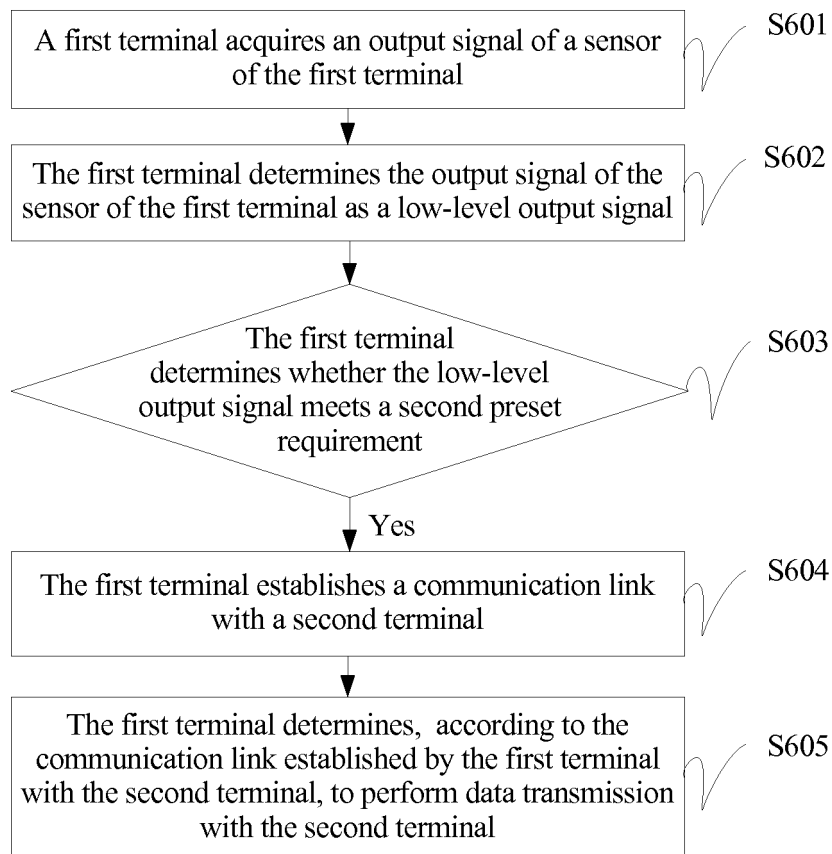 A first terminal acquires an output signal of a sensor
of the first terminal
S601
The first terminal determines the output signal of the
sensor of the first terminal as a low-level output signal
S602
The first terminal
determines whether the low-level
output signal meets a second preset
requirement
S603
Yes
The first terminal establishes a communication link
with a second terminal
S604
The first terminal determines, according to the
communication link established by the first terminal
with the second terminal, to perform data transmission
with the second terminal
S605